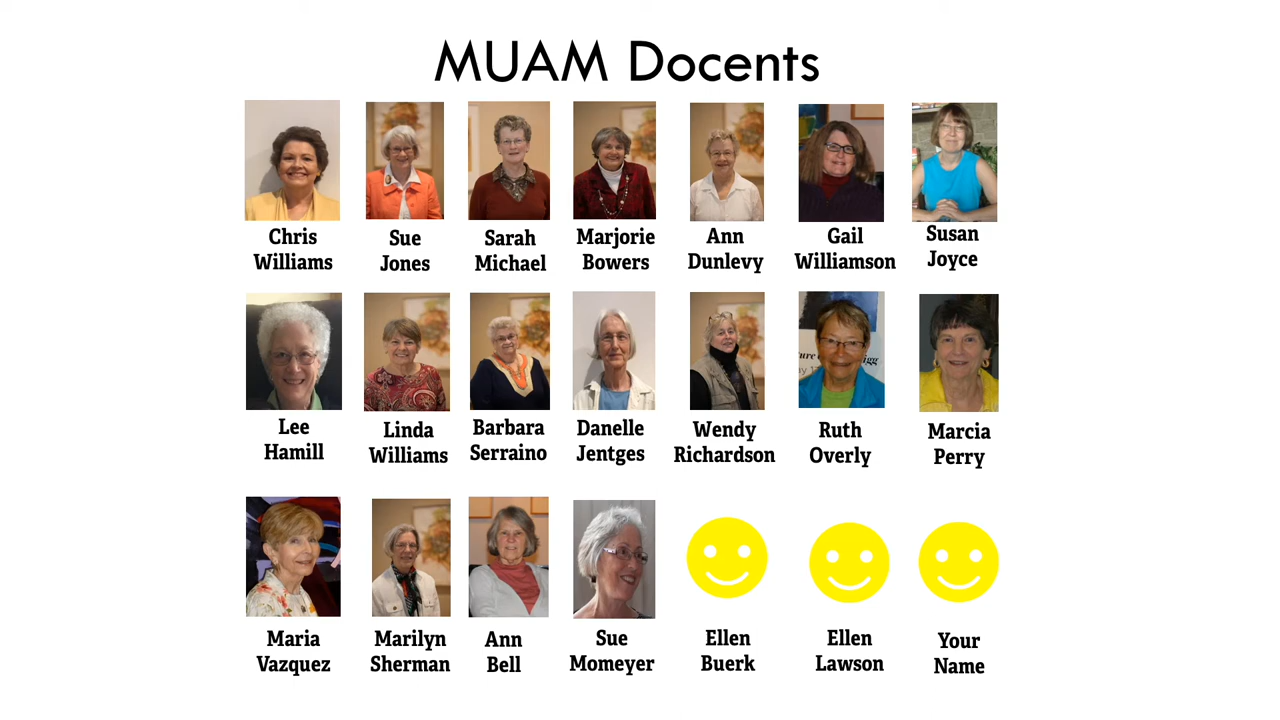 MUAM Docents
Chris
Williams
Sue
Jones
Sarah
Michael
Marjorie
Bowers
Ann
Dunlevy
Gail
Williamson
Susan
Joyce
Lee
Hamill
Linda
Williams
Barbara
Serraino
Danelle
Jentges
Wendy
Richardson
Ruth
Overly
Marcia
Perry
Maria
Vazquez
Marilyn
Sherman
Ann
Bell
Sue
Momeyer
Ellen
Buerk
Ellen
Lawson
Your
Name